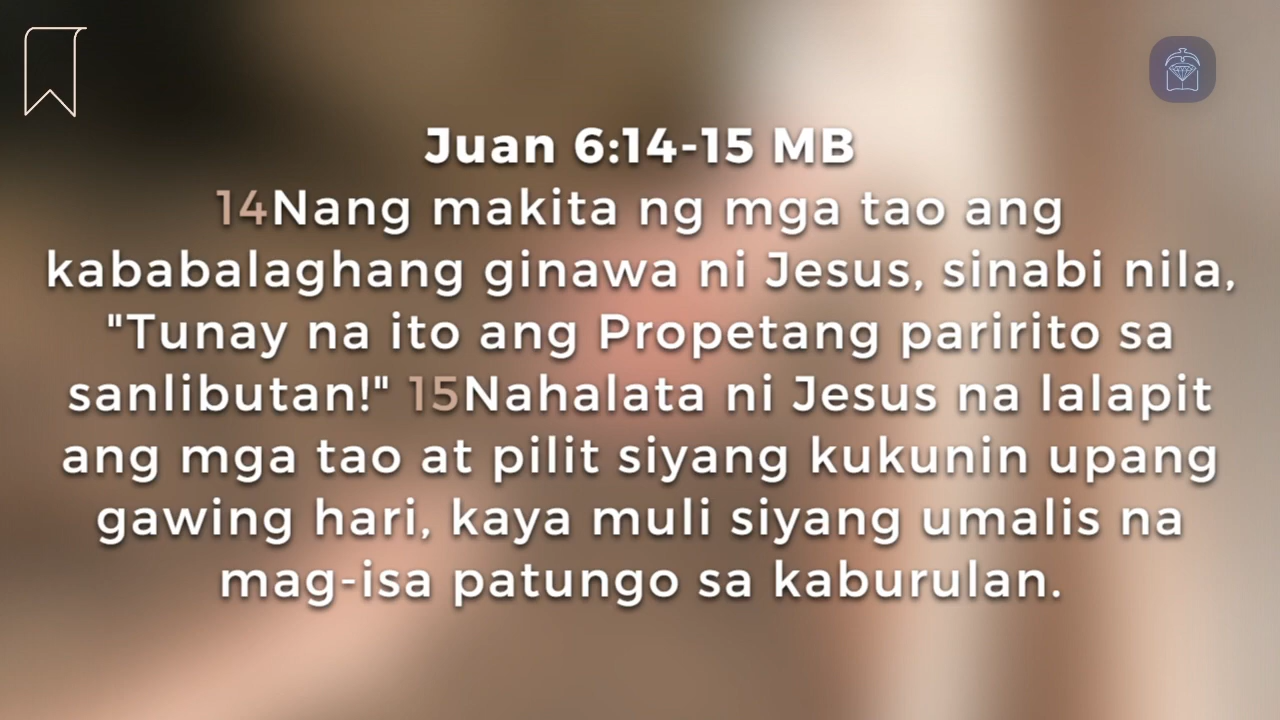 Juan 6:14-15 MB
14Nang makita ng mga tao ang
kababalaghang ginawa ni Jesus, sinabi nila,
"Tunay na ito ang Propetang paririto sa
sanlibutan!" 15Nahalata ni Jesus na lalapit
ang mga tao at pilit siyang kukunin upang
gawing hari, kaya muli siyang umalis na
mag-isa patungo sa kaburulan.